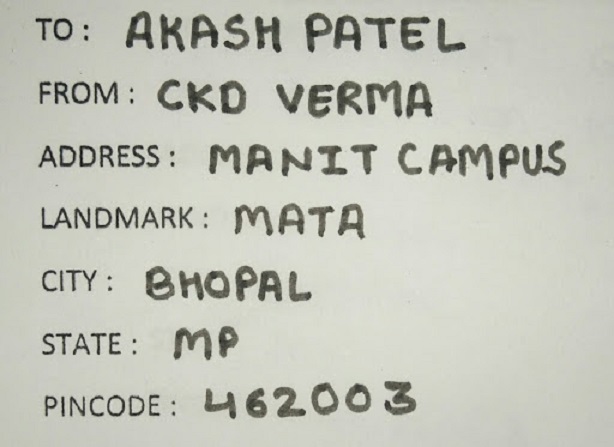 TO : AKASH PATEL
FROM : CKD VERMA
ADDRESS : MANIT CAMPUS
LANDMARK : MATA
CITY : BHOPAL
STATE : MP
PINCODE : 462003